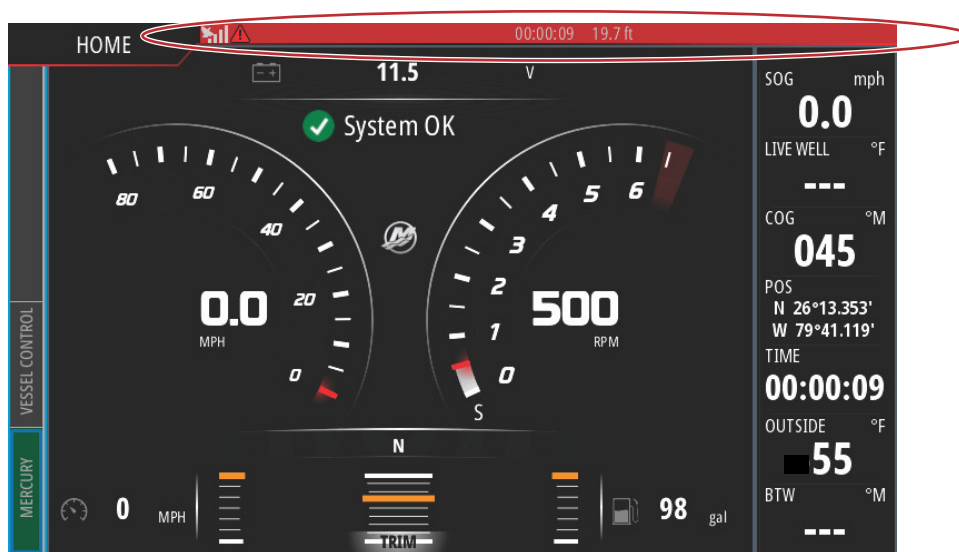 HOME
00:00:09 19.7 ft
11.5 V
System OK
80 60 40 20 0
0.0
MPH
0 1 2 3 4 5 6
500
RPM
S
N
0 MPH
TRIM
98 gal
VESSEL CONTROL
MERCURY
SOG mph
0.0
LIVE WELL °F
---
COG °M
045
POS
N 26°13.353'
W 79°41.119'
TIME
00:00:09
OUTSIDE °F
55
BTW °M
---